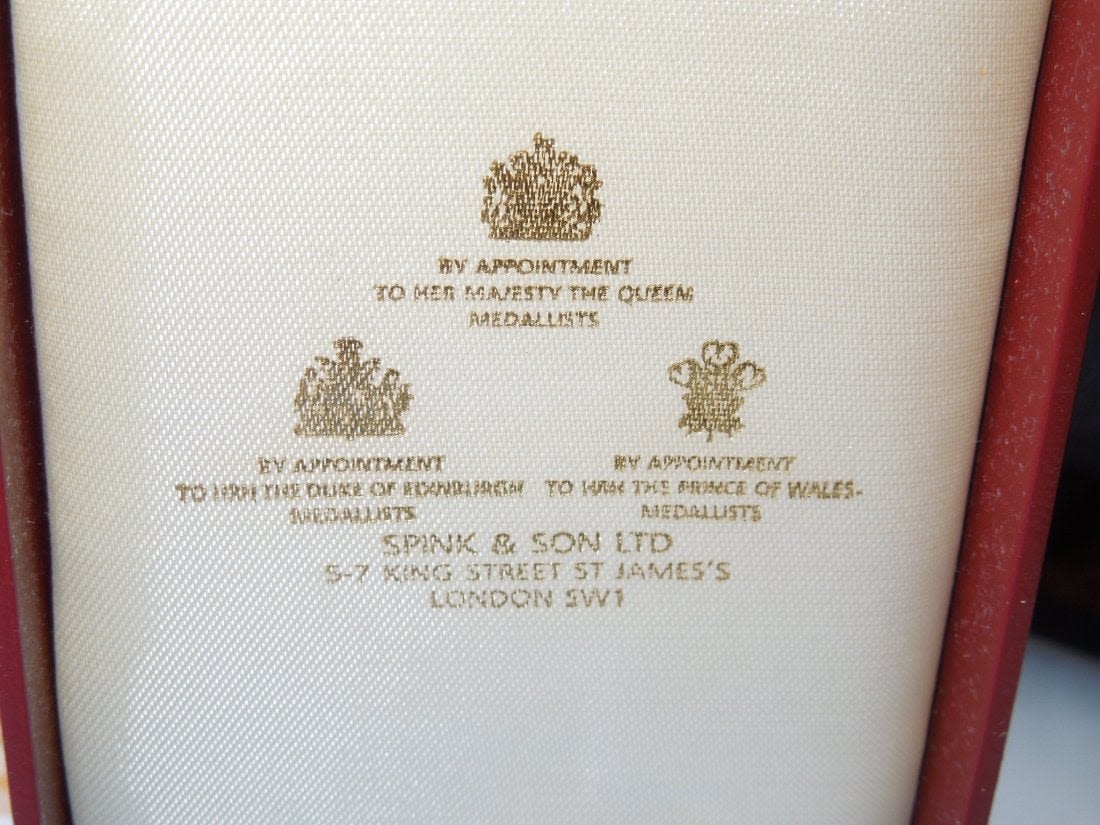 BY APPOINTMENT
TO HER MAJESTY THE QUEEN
MEDALLISTS
BY APPOINTMENT
TO HRH THE DUKE OF EDINBURGH
MEDALLISTS
BY APPOINTMENT
TO HRH THE PRINCE OF WALES
MEDALLISTS
SPINK & SON LTD
5-7 KING STREET ST JAMES'S
LONDON SW1